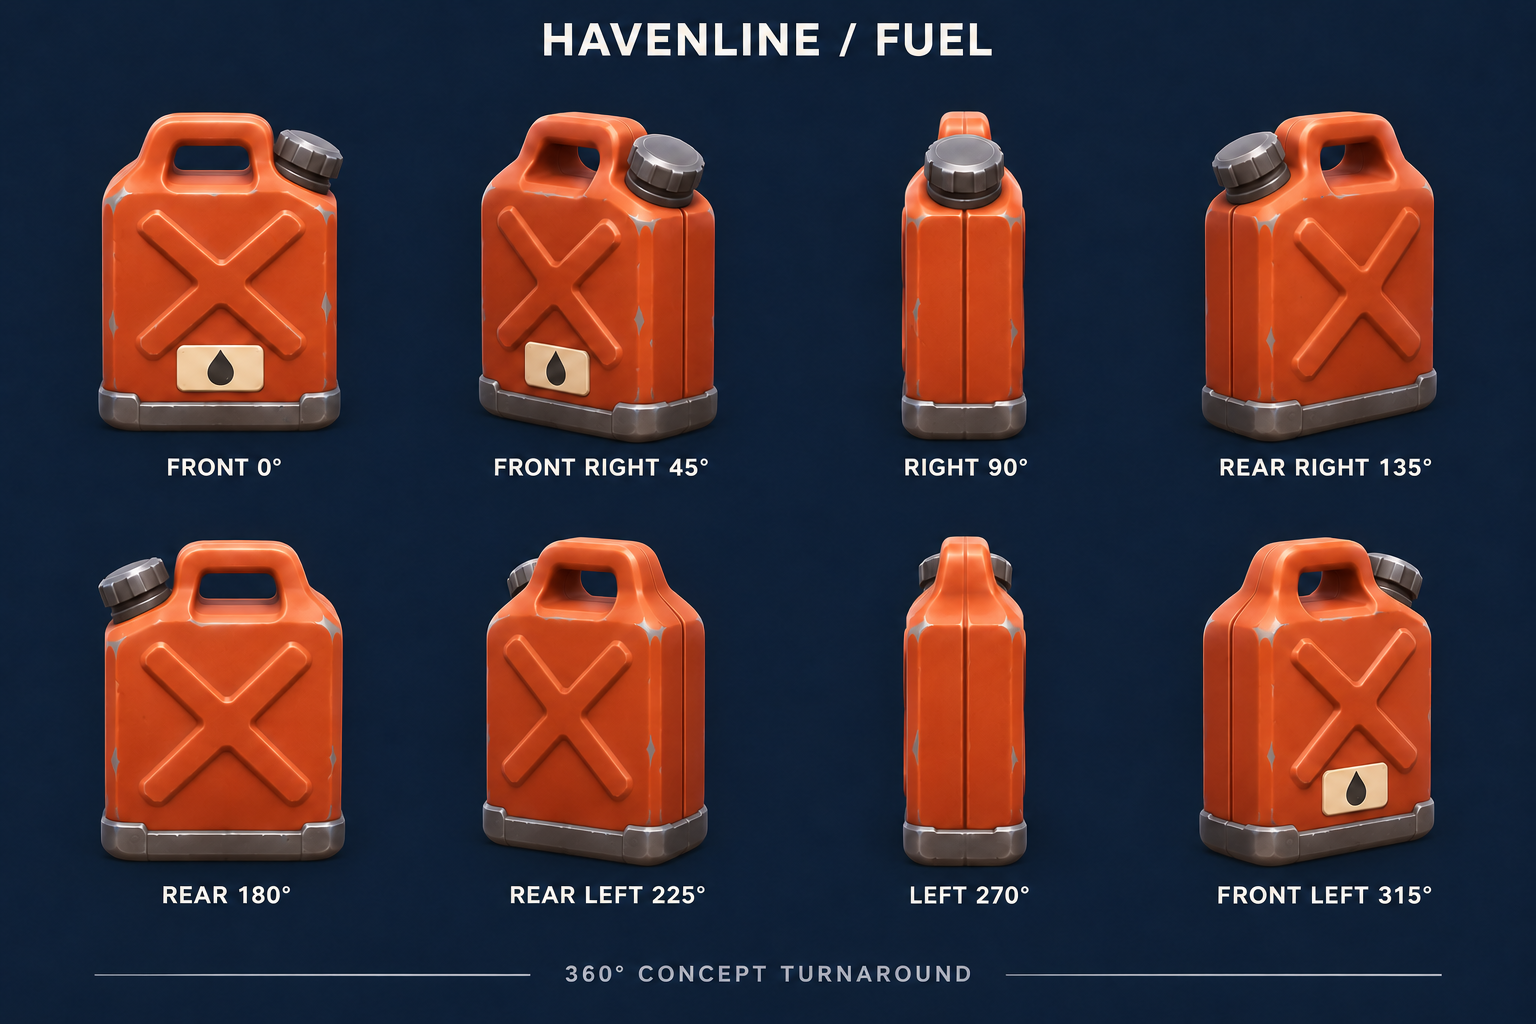 HAVENLINE / FUEL
FRONT 0°
FRONT RIGHT 45°
RIGHT 90°
REAR RIGHT 135°
REAR 180°
REAR LEFT 225°
LEFT 270°
FRONT LEFT 315°
360° CONCEPT TURNAROUND